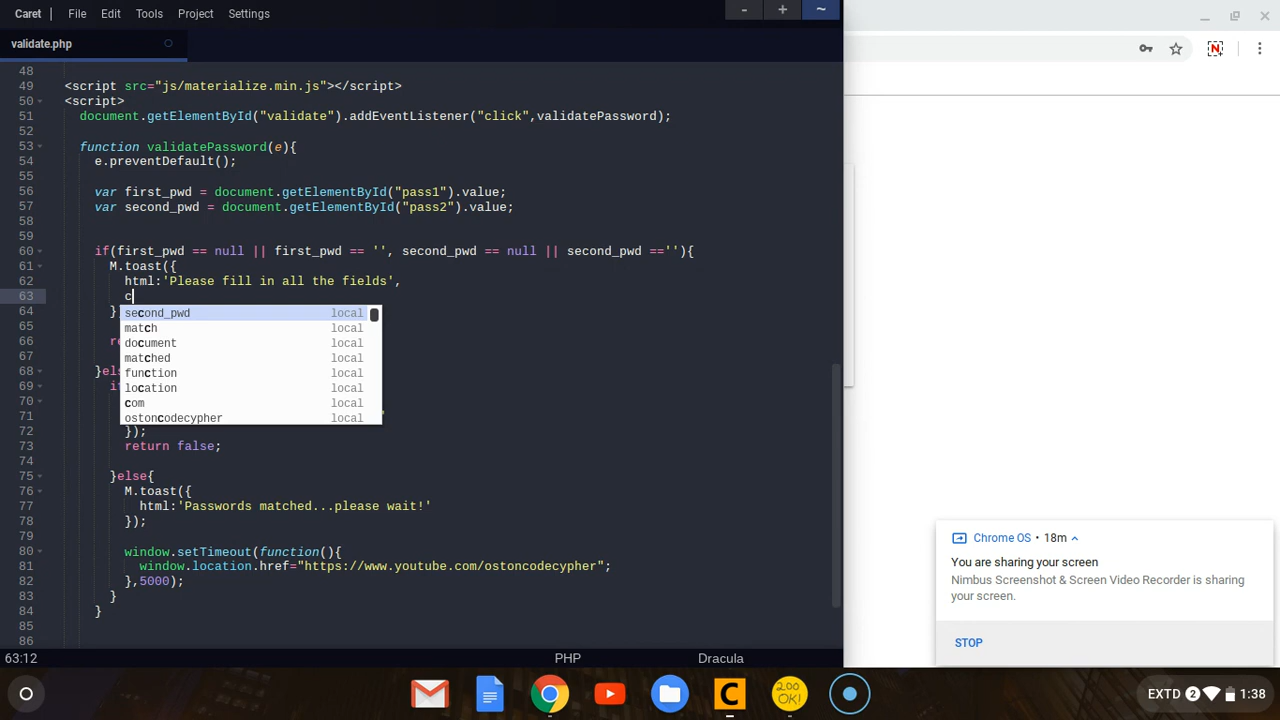 Caret | File Edit Tools Project Settings - + ~
validate.php
48
49 <script src="js/materialize.min.js"></script>
50 <script>
51 document.getElementById("validate").addEventListener("click",validatePassword);
52
53 function validatePassword(e){
54 e.preventDefault();
55
56 var first_pwd = document.getElementById("pass1").value;
57 var second_pwd = document.getElementById("pass2").value;
58
59
60 if(first_pwd == null || first_pwd == '', second_pwd == null || second_pwd ==''){
61 M.toast({
62 html:'Please fill in all the fields',
63 c
second_pwd local
64 }
match local
65
document local
66 re
matched local
67
function local
68 }els
location local
69 i
com local
70
ostoncodecypher local
71 '
72 });
73 return false;
74
75 }else{
76 M.toast({
77 html:'Passwords matched...please wait!'
78 });
79
80 window.setTimeout(function(){
81 window.location.href="https://www.youtube.com/ostoncodecypher";
82 },5000);
83 }
84 }
85
86
63:12 PHP Dracula
N
Chrome OS • 18m
You are sharing your screen
Nimbus Screenshot & Screen Video Recorder is sharing
your screen.
STOP
C
200
OK!
EXTD 2 1:38